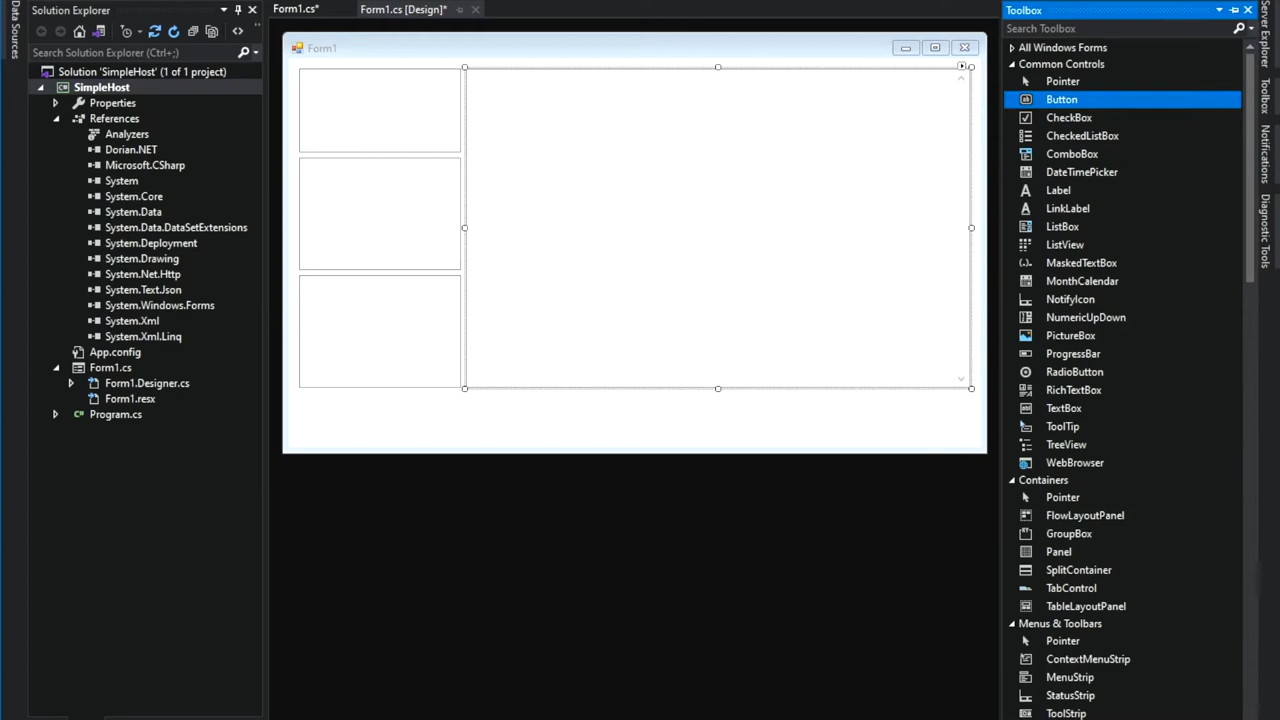 Data Sources
Solution Explorer
Search Solution Explorer (Ctrl+;)
Solution 'SimpleHost' (1 of 1 project)
SimpleHost
Properties
References
Analyzers
Dorian.NET
Microsoft.CSharp
System
System.Core
System.Data
System.Data.DataSetExtensions
System.Deployment
System.Drawing
System.Net.Http
System.Text.Json
System.Windows.Forms
System.Xml
System.Xml.Linq
App.config
Form1.cs
Form1.Designer.cs
Form1.resx
Program.cs
Form1.cs*
Form1.cs [Design]*
Form1
Toolbox
Search Toolbox
All Windows Forms
Common Controls
Pointer
Button
CheckBox
CheckedListBox
ComboBox
DateTimePicker
Label
LinkLabel
ListBox
ListView
MaskedTextBox
MonthCalendar
NotifyIcon
NumericUpDown
PictureBox
ProgressBar
RadioButton
RichTextBox
TextBox
ToolTip
TreeView
WebBrowser
Containers
Pointer
FlowLayoutPanel
GroupBox
Panel
SplitContainer
TabControl
TableLayoutPanel
Menus & Toolbars
Pointer
ContextMenuStrip
MenuStrip
StatusStrip
ToolStrip
Server Explorer
Toolbox
Notifications
Diagnostic Tools